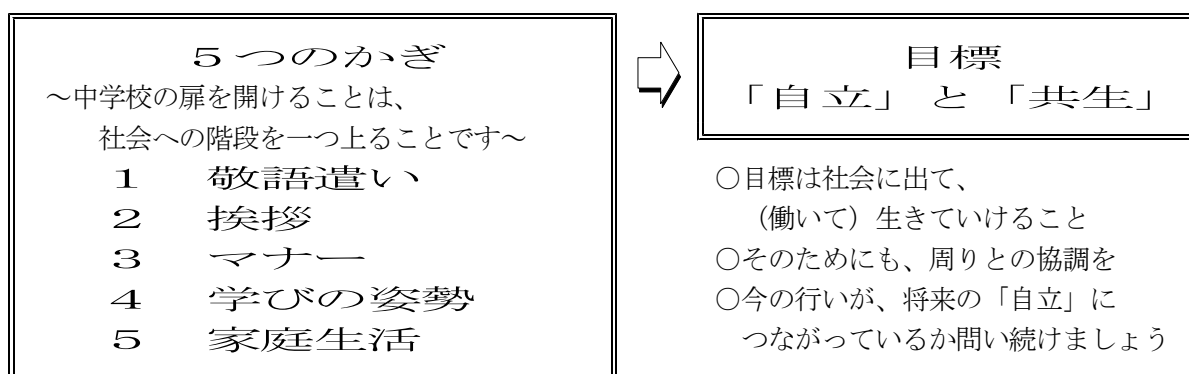 5つのかぎ
～中学校の扉を開けることは、
社会への階段を一つ上ることです～
1 敬語遣い
2 挨拶
3 マナー
4 学びの姿勢
5 家庭生活
目標
「自立」と「共生」
○目標は社会に出て、
（働いて）生きていけること
○そのためにも、周りとの協調を
○今の行いが、将来の「自立」に
つながっているか問い続けましょう